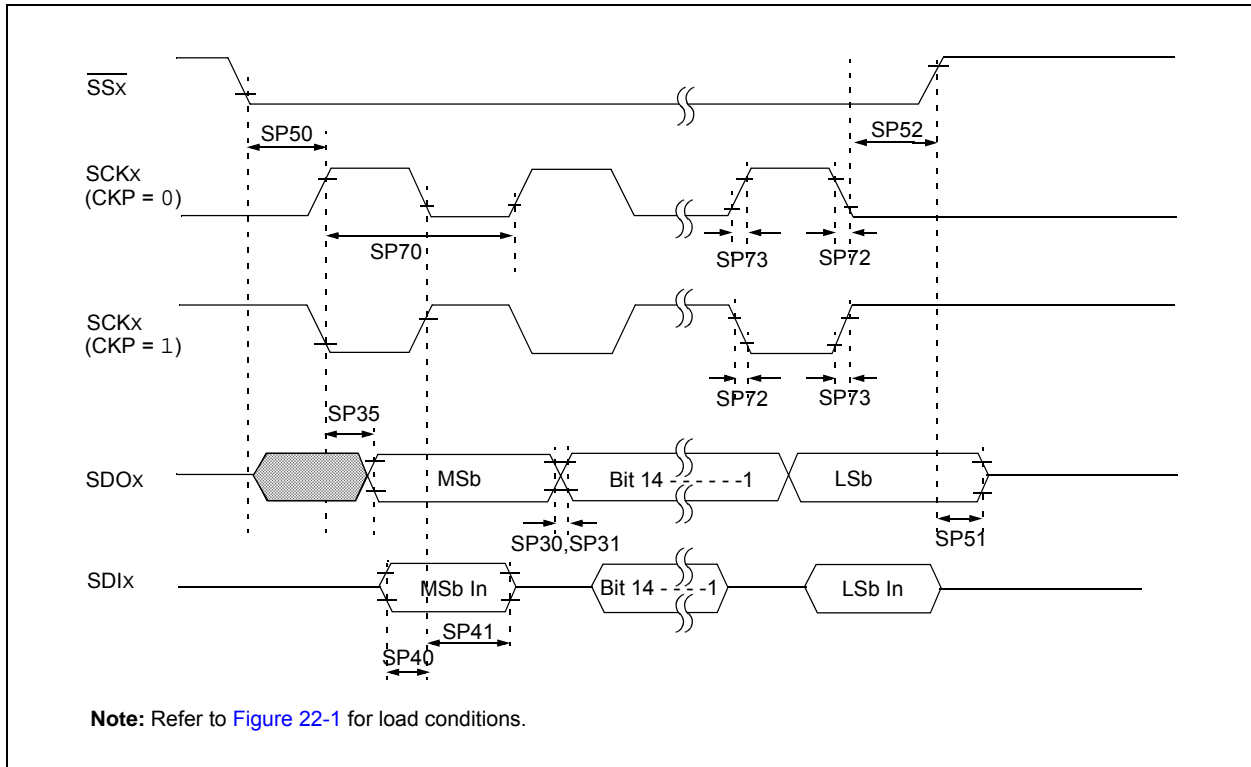 SSx
SP50
SP52
SCKx
(CKP = 0)
SP70
SP73
SP72
SCKx
(CKP = 1)
SP72
SP73
SP35
SDOx
MSb
Bit 14 - - - - - -1
LSb
SP30,SP31
SP51
SDIx
MSb In
Bit 14 - - - -1
LSb In
SP41
SP40
Note: Refer to Figure 22-1 for load conditions.